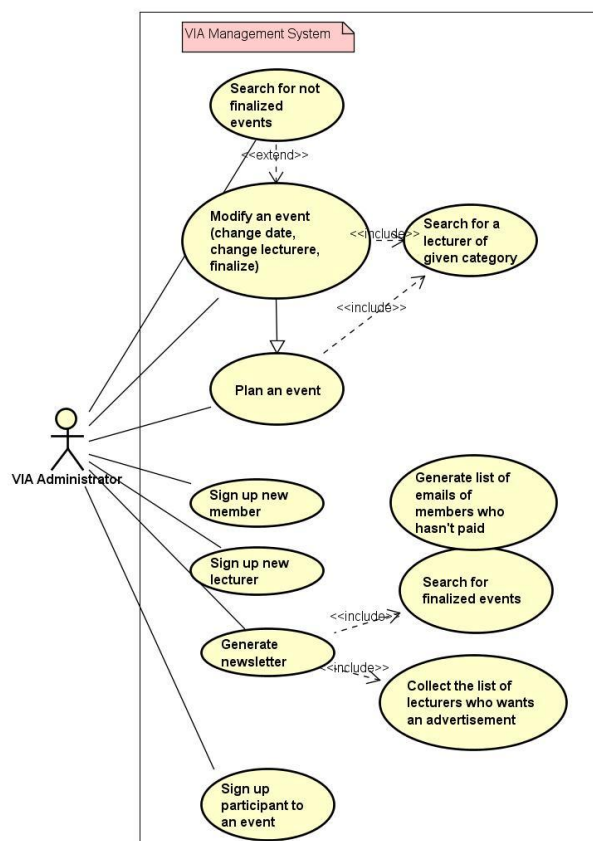 VIA Management System
Search for not
finalized
events
<<extend>>
Modify an event
(change date,
change lecturere,
finalize)
<<include>>
Search for a
lecturer of
given category
<<include>>
Plan an event
VIA Administrator
Generate list of
emails of
members who
hasn't paid
Sign up new
member
Sign up new
lecturer
Search for
finalized events
<<include>>
Generate
newsletter
<<include>>
Collect the list of
lecturers who wants
an advertisement
Sign up
participant to
an event